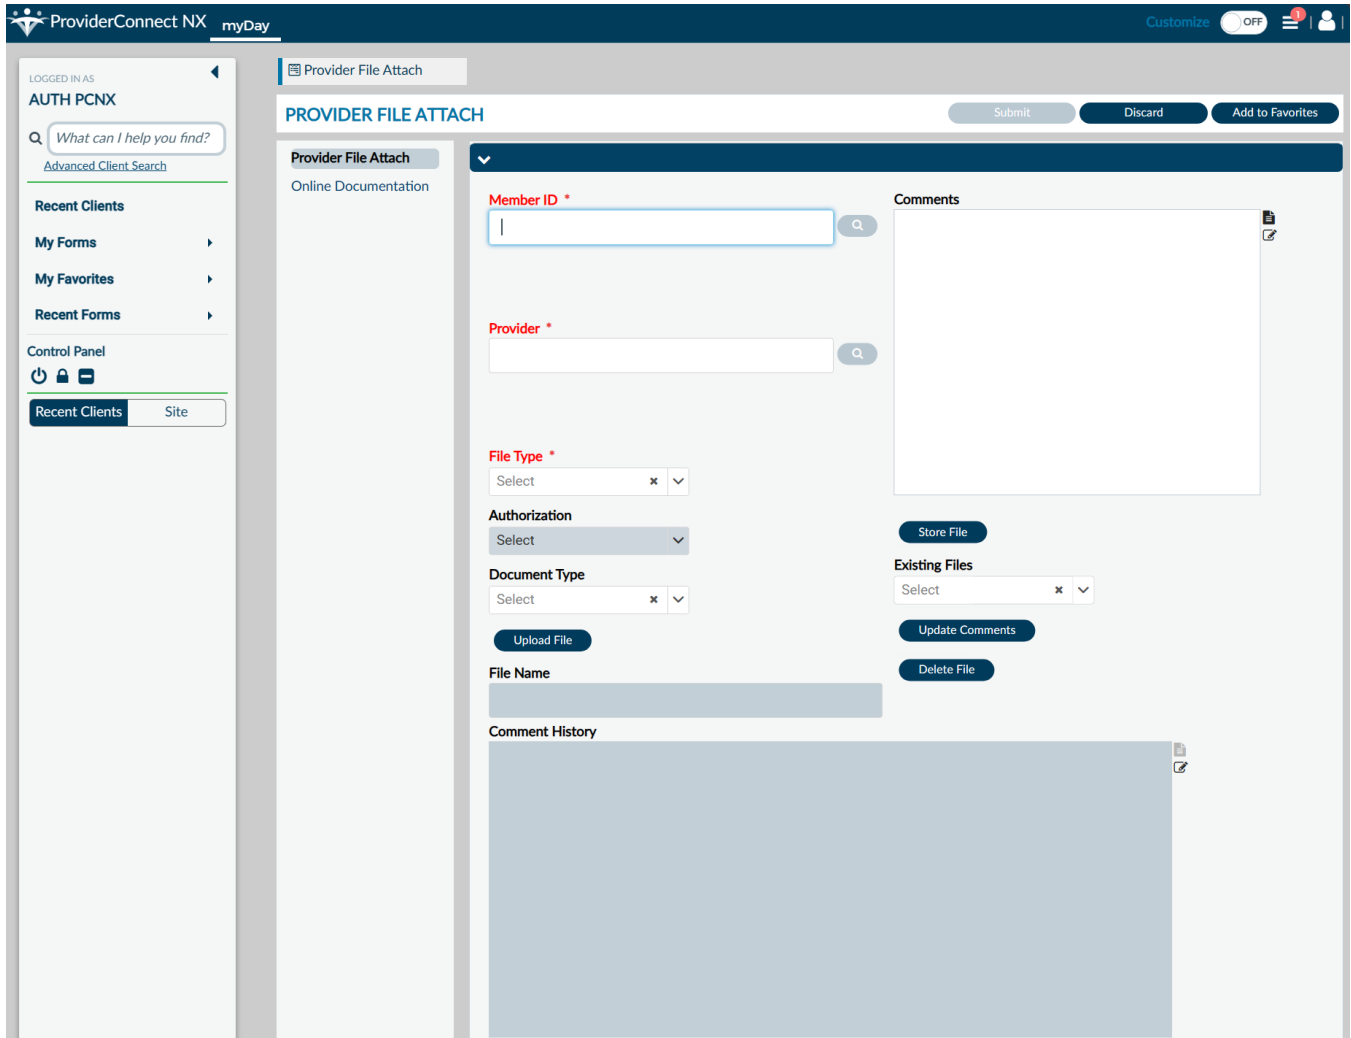 ProviderConnect NX myDay Customize OFF 1
LOGGED IN AS
AUTH PCNX
What can I help you find?
Advanced Client Search
Recent Clients
My Forms
My Favorites
Recent Forms
Control Panel
Recent Clients Site
Provider File Attach
PROVIDER FILE ATTACH Submit Discard Add to Favorites
Provider File Attach
Online Documentation
Member ID *
Provider *
File Type *
Select
Authorization
Select
Document Type
Select
Upload File
File Name
Comments
Store File
Existing Files
Select
Update Comments
Delete File
Comment History